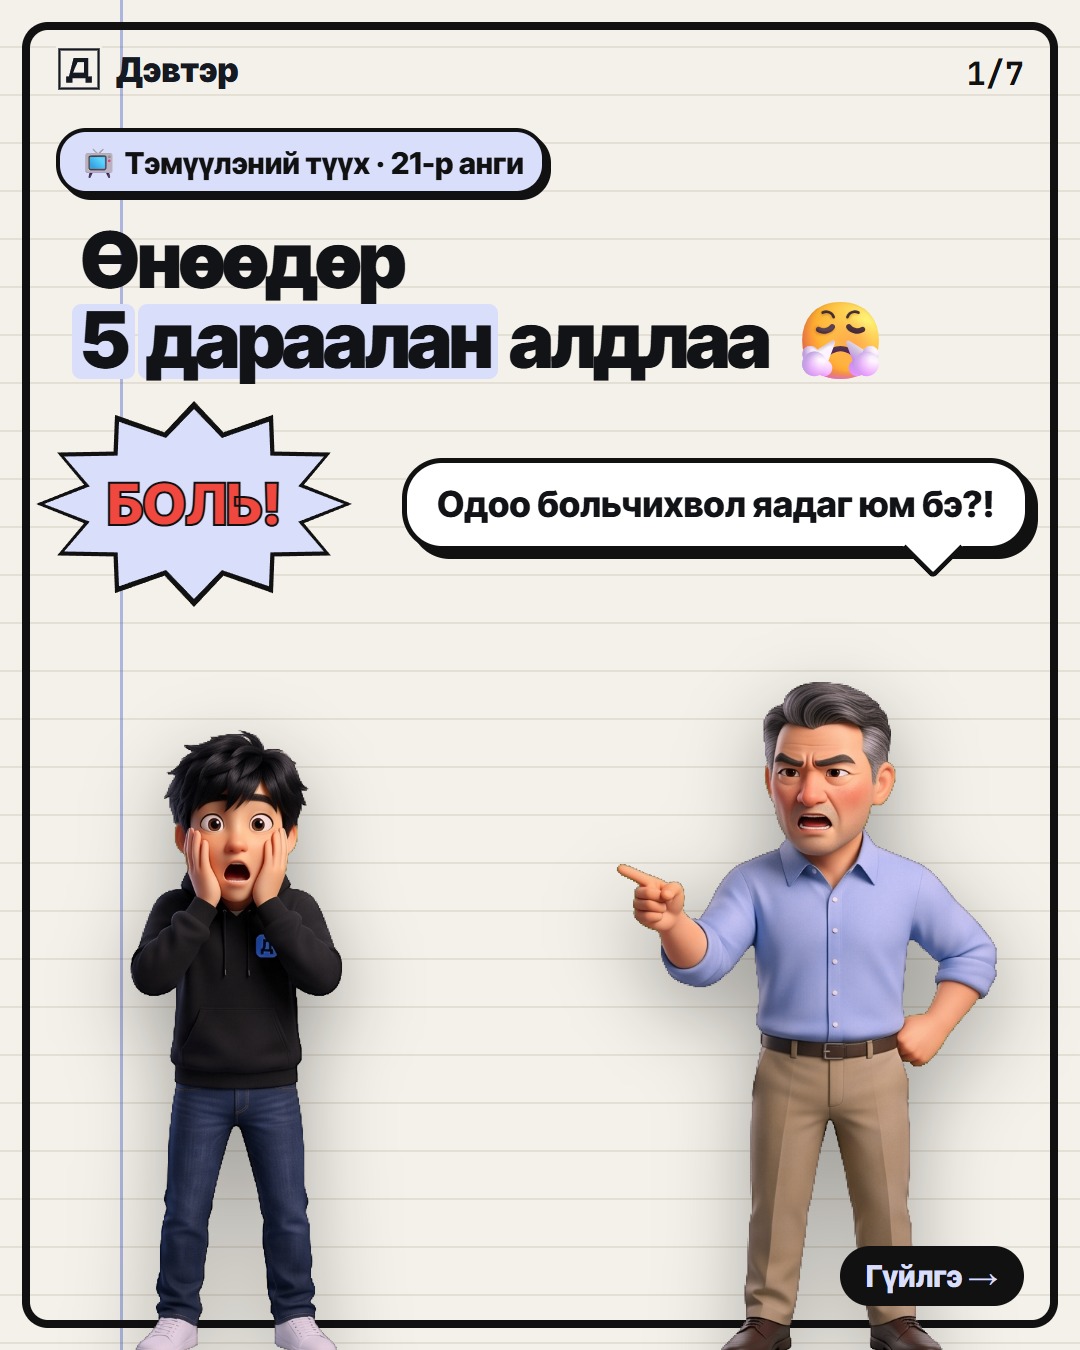 Д Дэвтэр
1/7
📺 Тэмүүлэний түүх · 21-р анги
Өнөөдөр
5 дараалан алдлаа 😤
БОЛЬ!
Одоо больчихвол яадаг юм бэ?!
Д
Гүйлгэ →